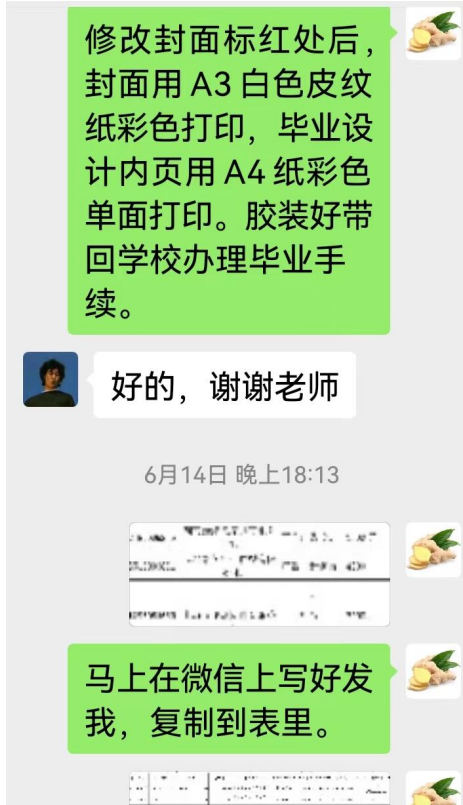 修改封面标红处后，
封面用 A3 白色皮纹
纸彩色打印，毕业设
计内页用 A4 纸彩色
单面打印。胶装好带
回学校办理毕业手
续。
好的，谢谢老师
6月14日 晚上18:13
马上在微信上写好发
我，复制到表里。